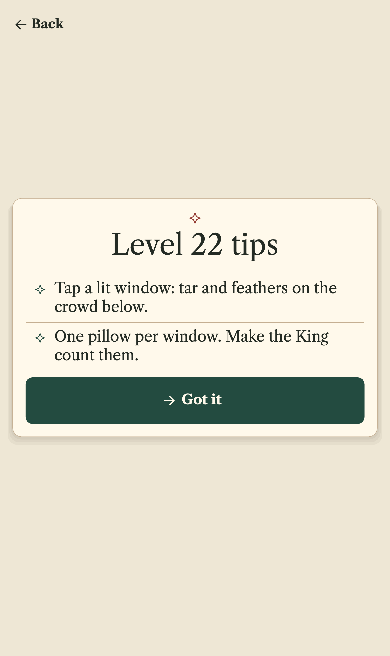 ← Back
Level 22 tips
Tap a lit window: tar and feathers on the
crowd below.
One pillow per window. Make the King
count them.
→ Got it